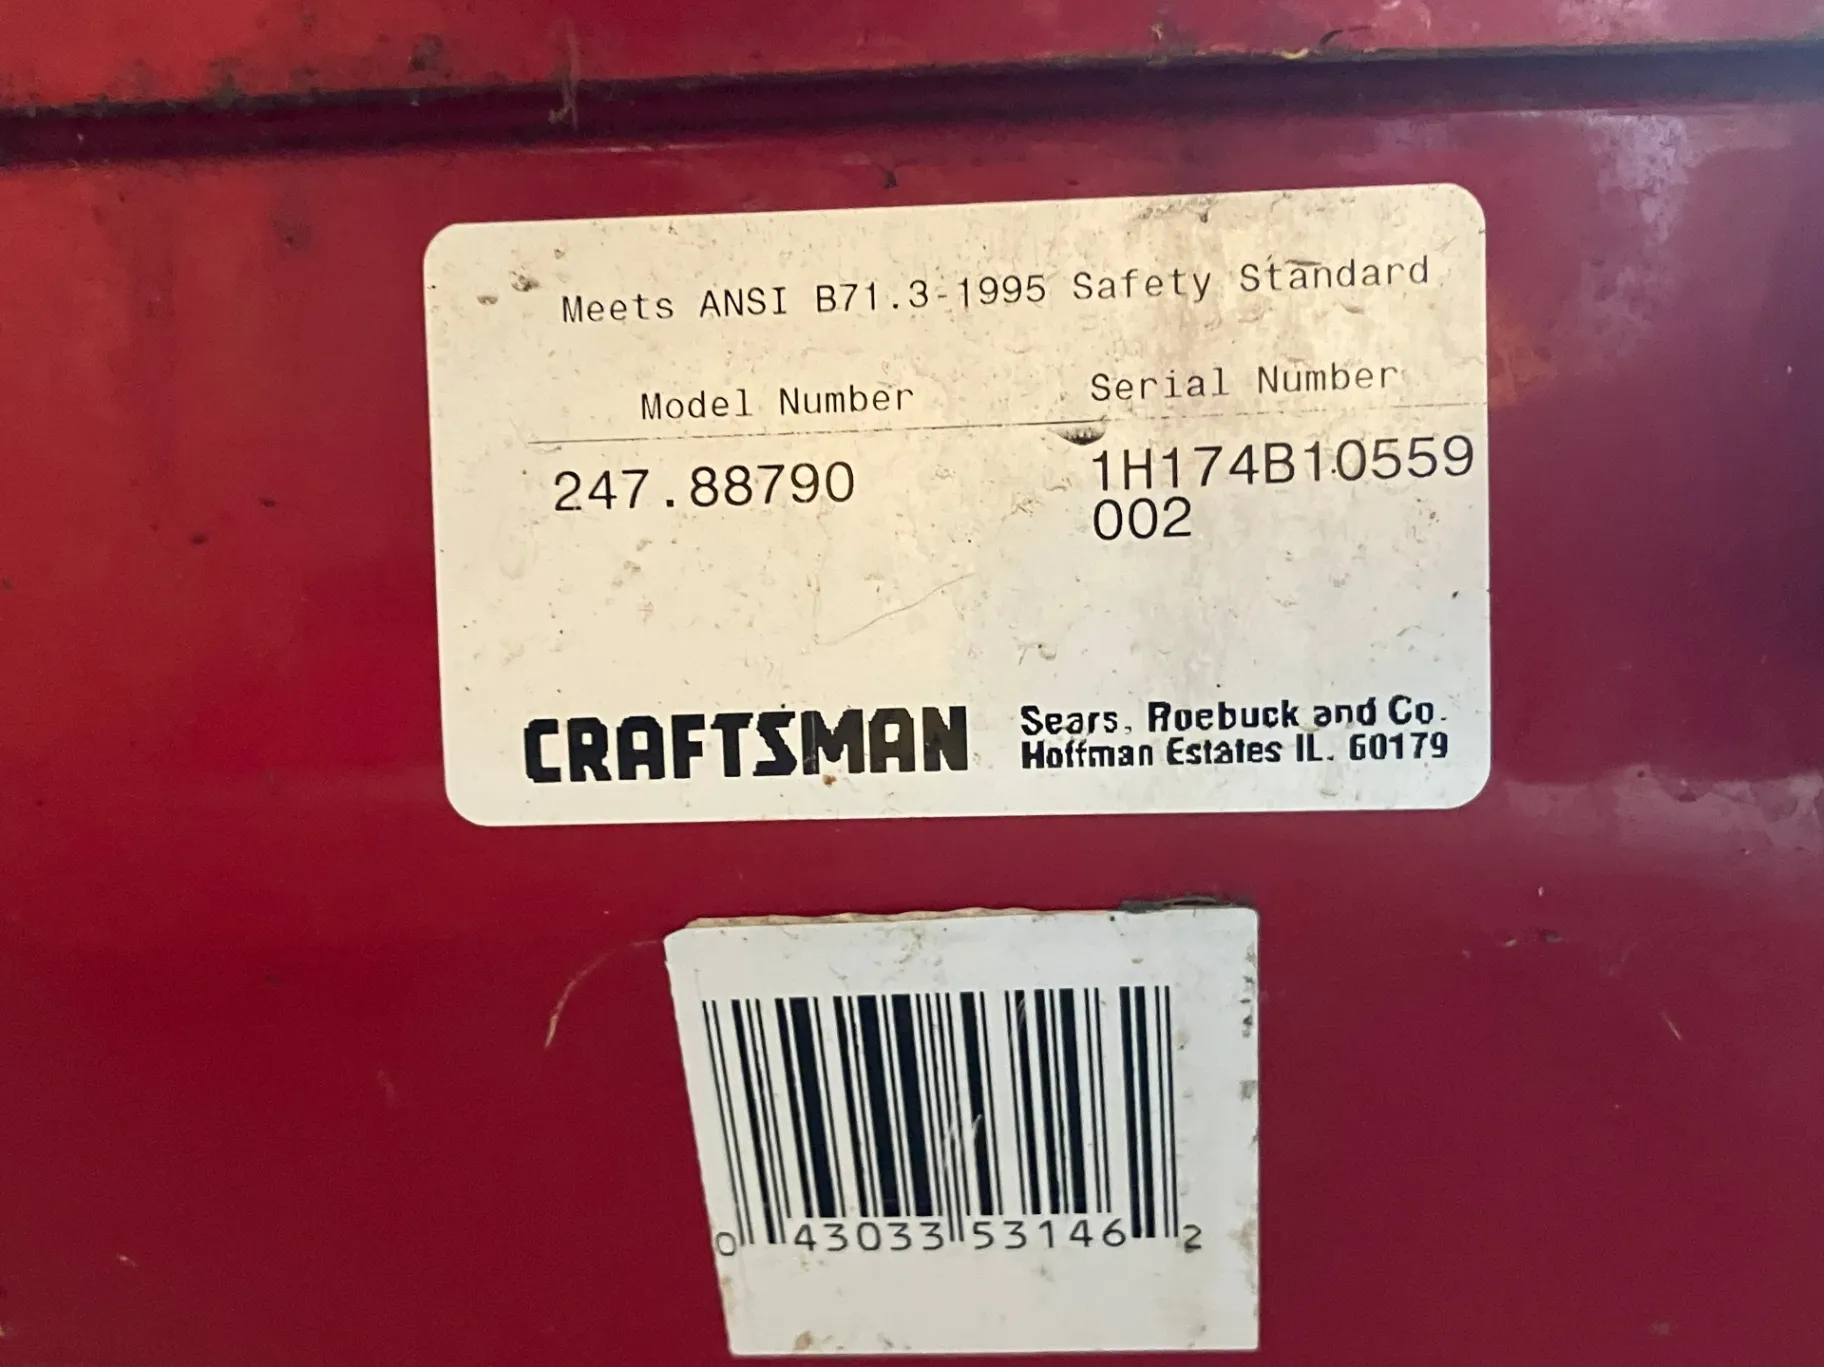 Meets ANSI B71.3-1995 Safety Standard
Model Number Serial Number
247.88790 1H174B10559
002
CRAFTSMAN Sears, Roebuck and Co.
Hoffman Estates IL. 60179
0 43033 53146 2